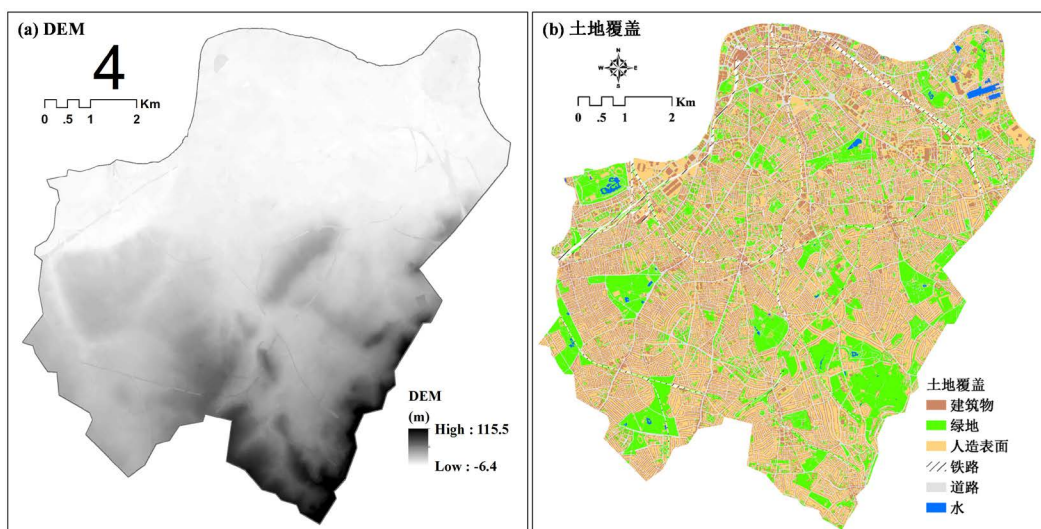 (a) DEM
4
Km
0 .5 1 2
DEM
(m)
High : 115.5
Low : -6.4
(b) 土地覆盖
N
W E
S
Km
0 .5 1 2
土地覆盖
建筑物
绿地
人造表面
铁路
道路
水